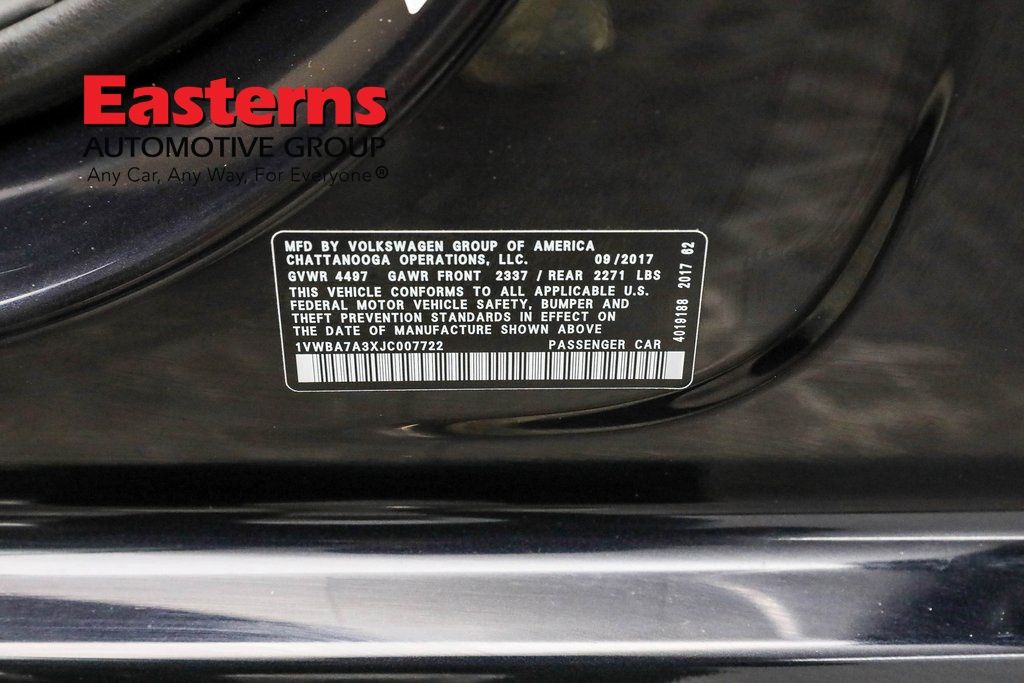 Easterns
AUTOMOTIVE GROUP
Any Car, Any Way, For Everyone®
MFD BY VOLKSWAGEN GROUP OF AMERICA
CHATTANOOGA OPERATIONS, LLC. 09/2017
GVWR 4497 GAWR FRONT 2337 / REAR 2271 LBS
THIS VEHICLE CONFORMS TO ALL APPLICABLE U.S.
FEDERAL MOTOR VEHICLE SAFETY, BUMPER AND
THEFT PREVENTION STANDARDS IN EFFECT ON
THE DATE OF MANUFACTURE SHOWN ABOVE
1VWBA7A3XJC007722 PASSENGER CAR
4019188 2017 62